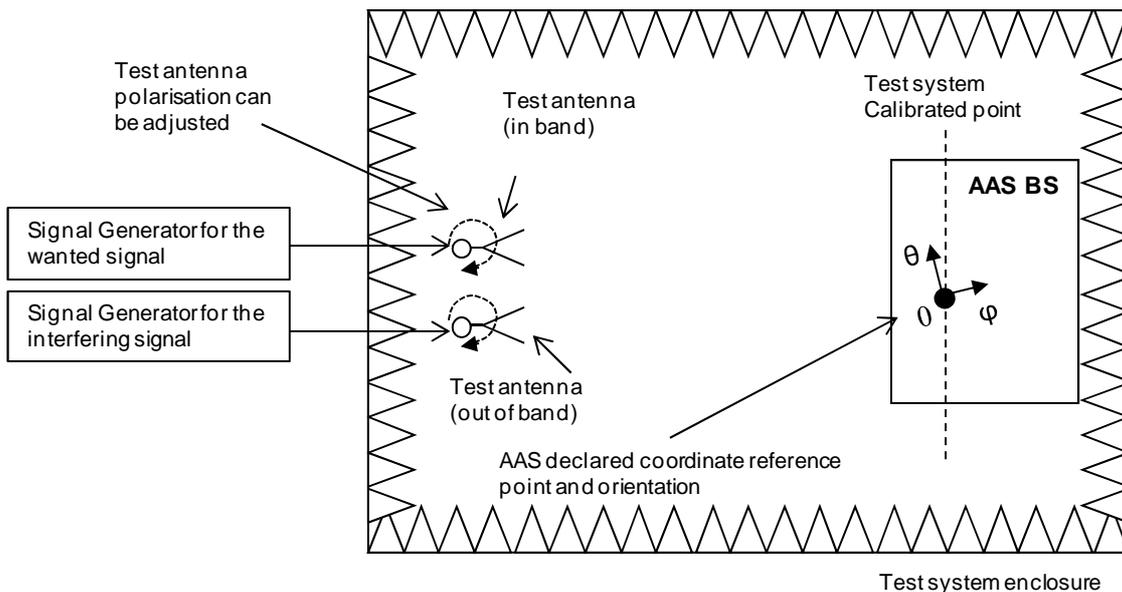 Test antenna
polarisation can
be adjusted
Test antenna
(in band)
Test system
Calibrated point
AAS BS
Signal Generator for the
wanted signal
θ
0
φ
Signal Generator for the
interfering signal
Test antenna
(out of band)
AAS declared coordinate reference
point and orientation
Test system enclosure